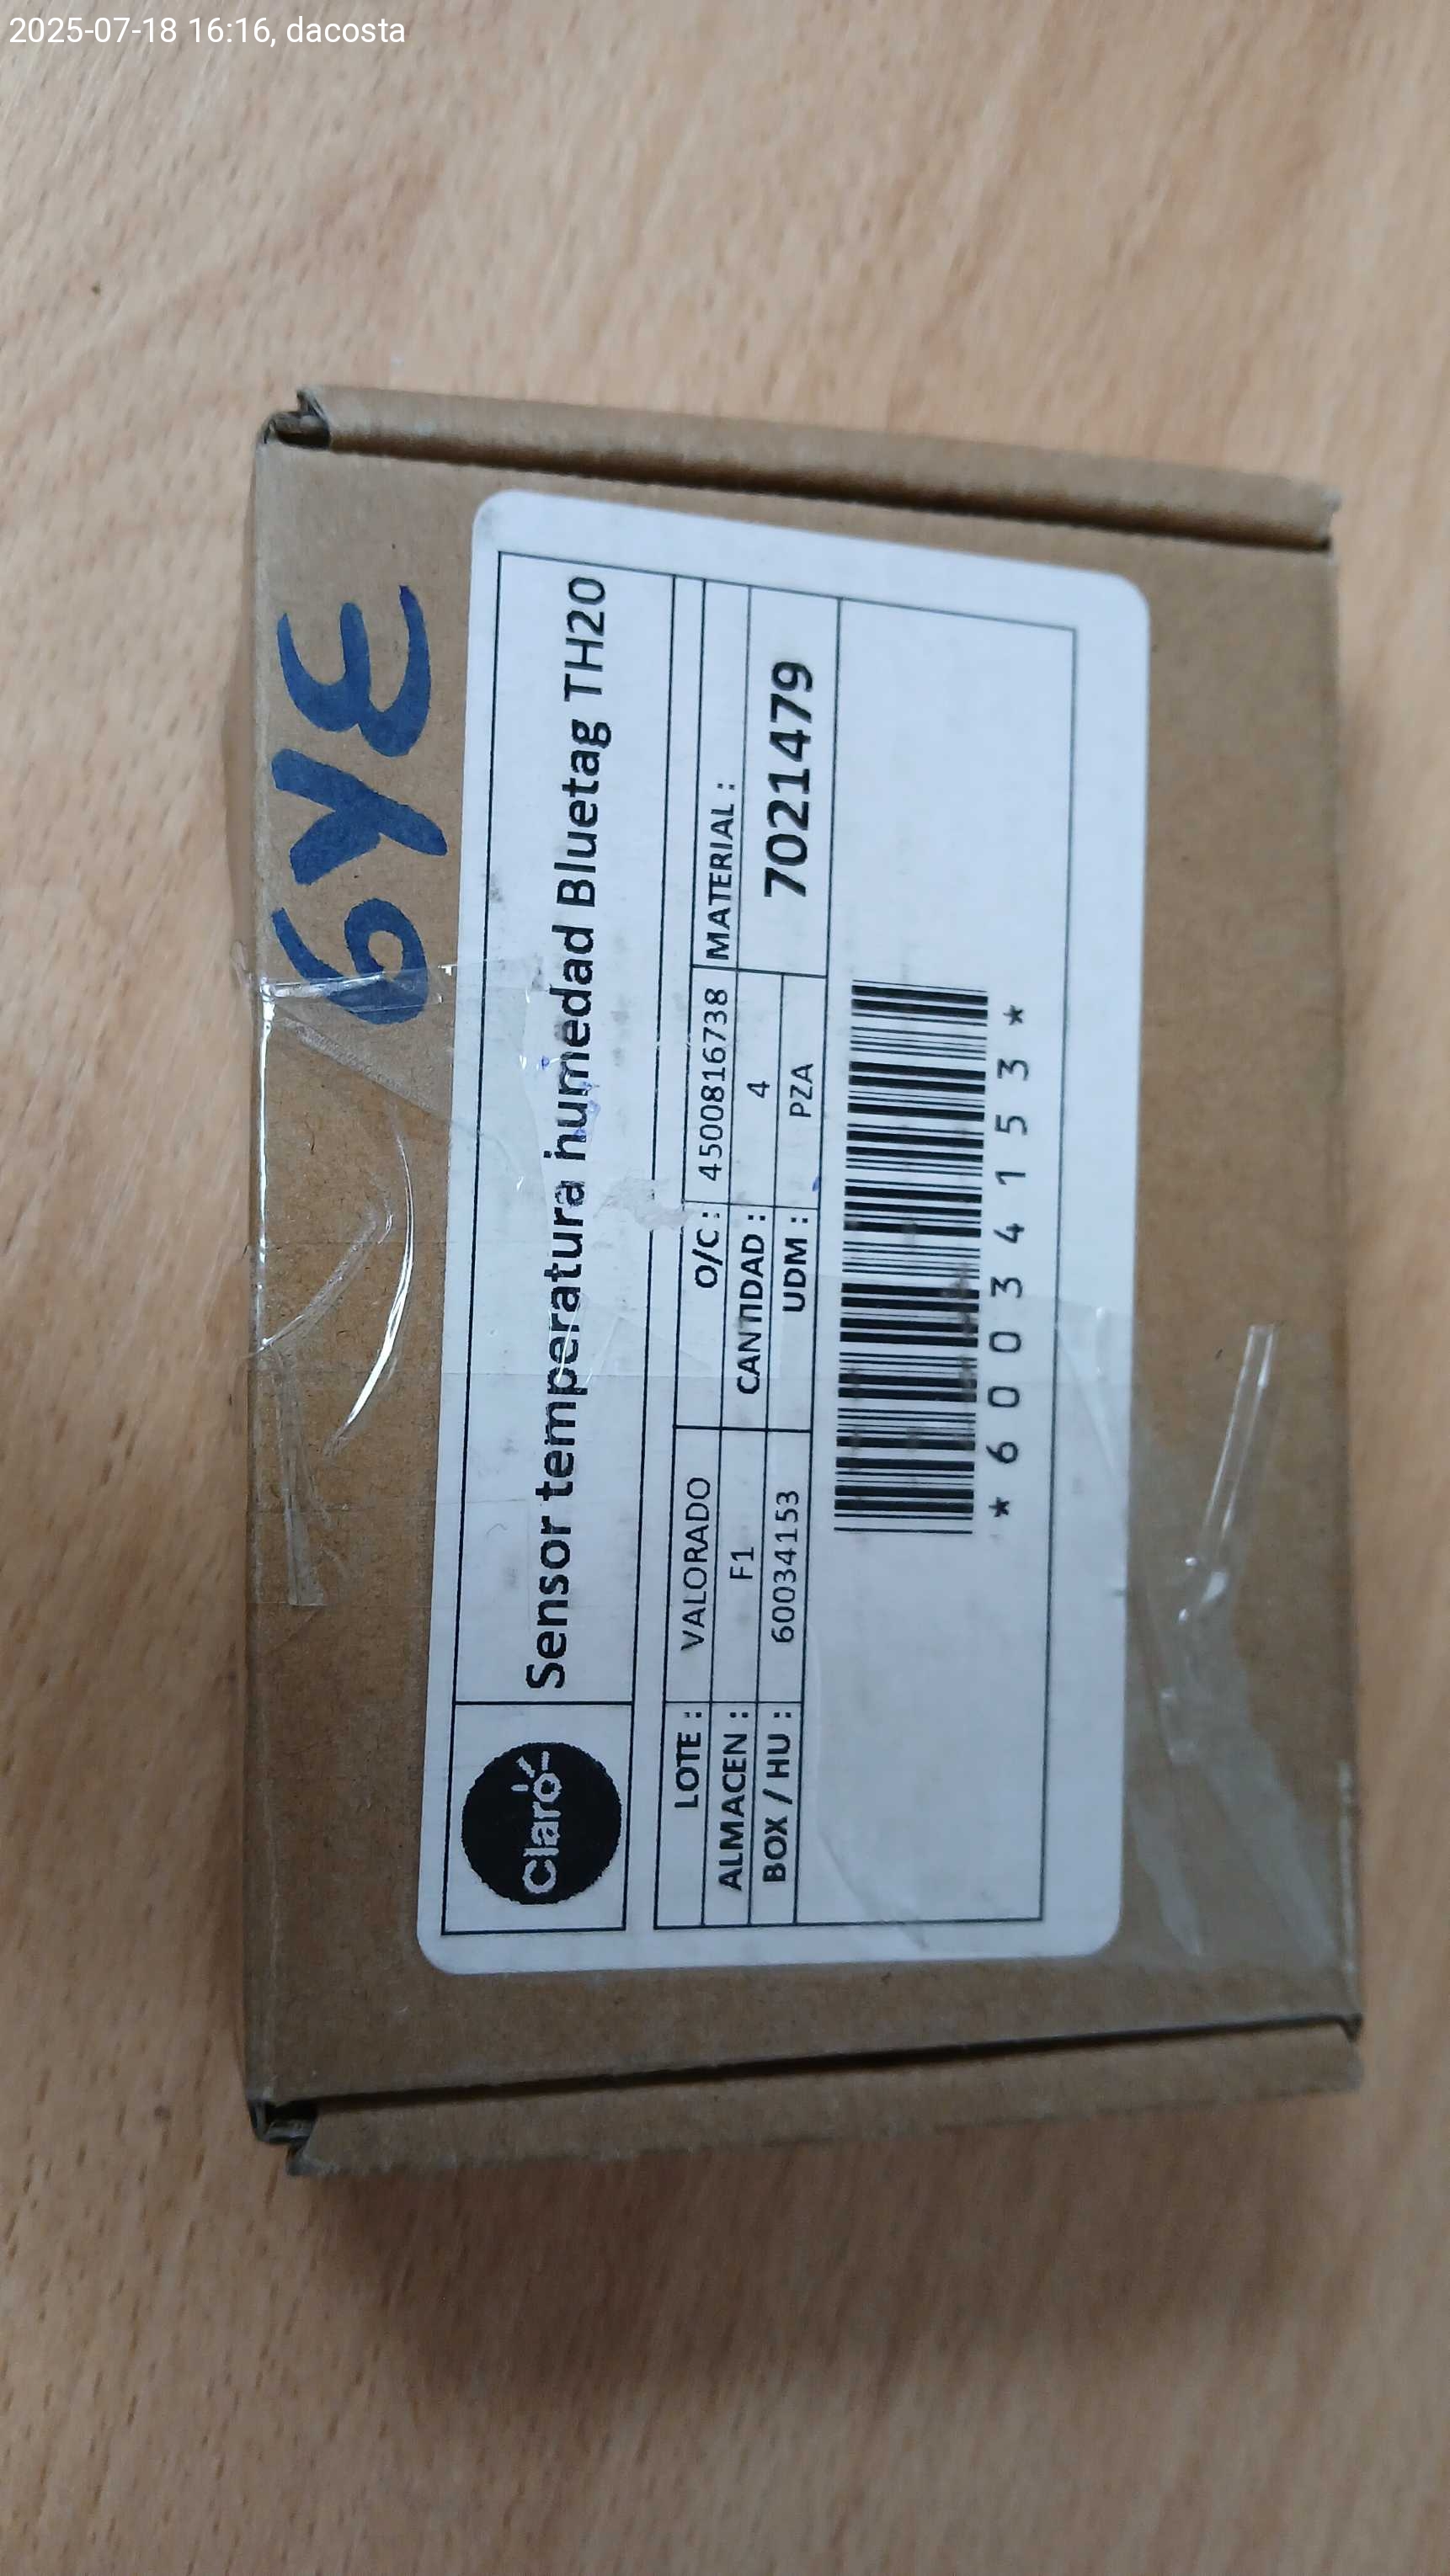 2025-07-18 16:16, dacosta
GYE
Claro
Sensor temperatura humedad Bluetag TH20
LOTE : VALORADO O/C : 4500816738 MATERIAL :
ALMACEN : F1 CANTIDAD : 4 7021479
BOX / HU : 60034153 UDM : PZA
*60034153*